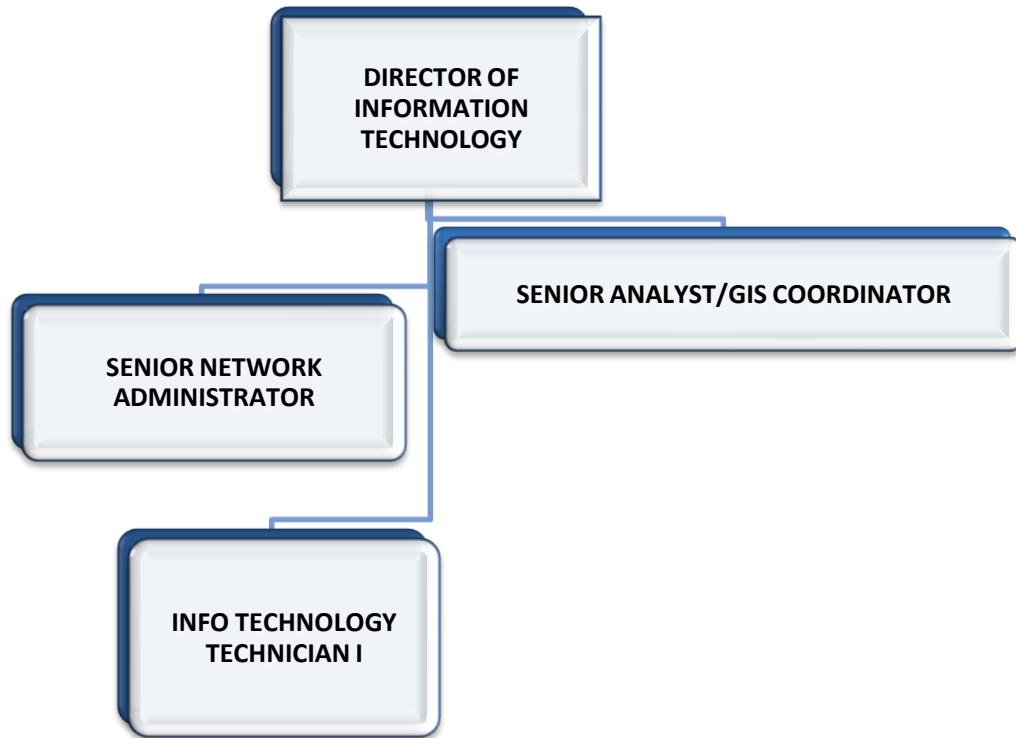 DIRECTOR OF
INFORMATION
TECHNOLOGY
SENIOR ANALYST/GIS COORDINATOR
SENIOR NETWORK
ADMINISTRATOR
INFO TECHNOLOGY
TECHNICIAN I